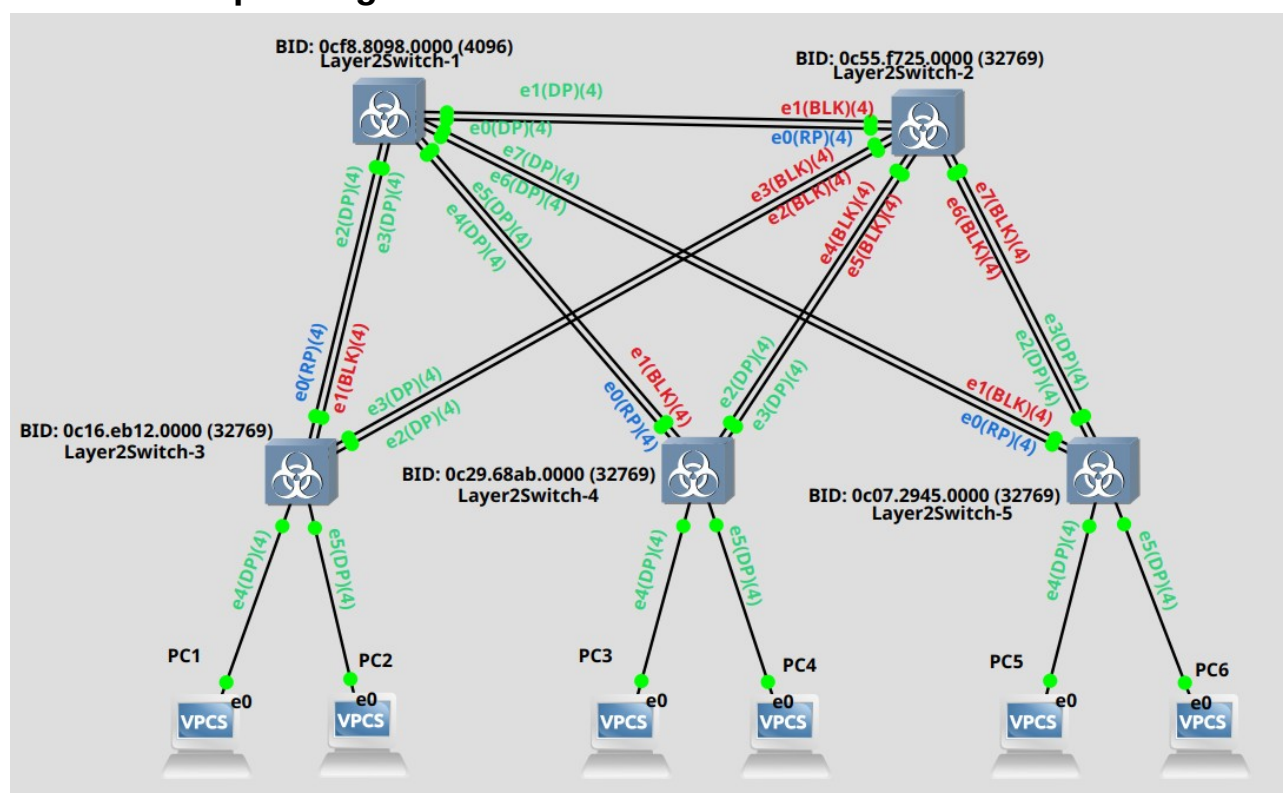 BID: 0cf8.8098.0000 (4096)
Layer2Switch-1
BID: 0c55.f725.0000 (32769)
Layer2Switch-2
e1(DP)(4)
e1(BLK)(4)
e0(DP)(4)
e0(RP)(4)
e7(DP)(4)
e6(DP)(4)
e3(BLK)(4)
e2(BLK)(4)
e2(DP)(4)
e3(DP)(4)
e5(DP)(4)
e4(DP)(4)
e4(BLK)(4)
e5(BLK)(4)
e7(BLK)(4)
e6(BLK)(4)
e0(RP)(4)
e1(BLK)(4)
e3(DP)(4)
e2(DP)(4)
e1(BLK)(4)
e0(RP)(4)
e2(DP)(4)
e3(DP)(4)
e1(BLK)(4)
e0(RP)(4)
e3(DP)(4)
e2(DP)(4)
BID: 0c16.eb12.0000 (32769)
Layer2Switch-3
BID: 0c29.68ab.0000 (32769)
Layer2Switch-4
BID: 0c07.2945.0000 (32769)
Layer2Switch-5
e4(DP)(4)
e5(DP)(4)
e4(DP)(4)
e5(DP)(4)
e4(DP)(4)
e5(DP)(4)
PC1
PC2
PC3
PC4
PC5
PC6
e0
e0
e0
e0
e0
e0
VPCS
VPCS
VPCS
VPCS
VPCS
VPCS